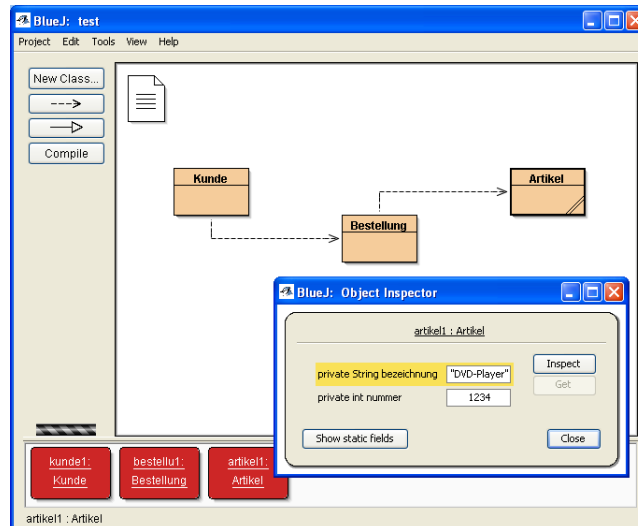 BlueJ: test
Project Edit Tools View Help
New Class...
Compile
Kunde
Artikel
Bestellung
BlueJ: Object Inspector
artikel1 : Artikel
private String bezeichnung "DVD-Player"
private int nummer 1234
Inspect
Get
Show static fields
Close
kunde1:
Kunde
bestellu1:
Bestellung
artikel1:
Artikel
artikel1 : Artikel